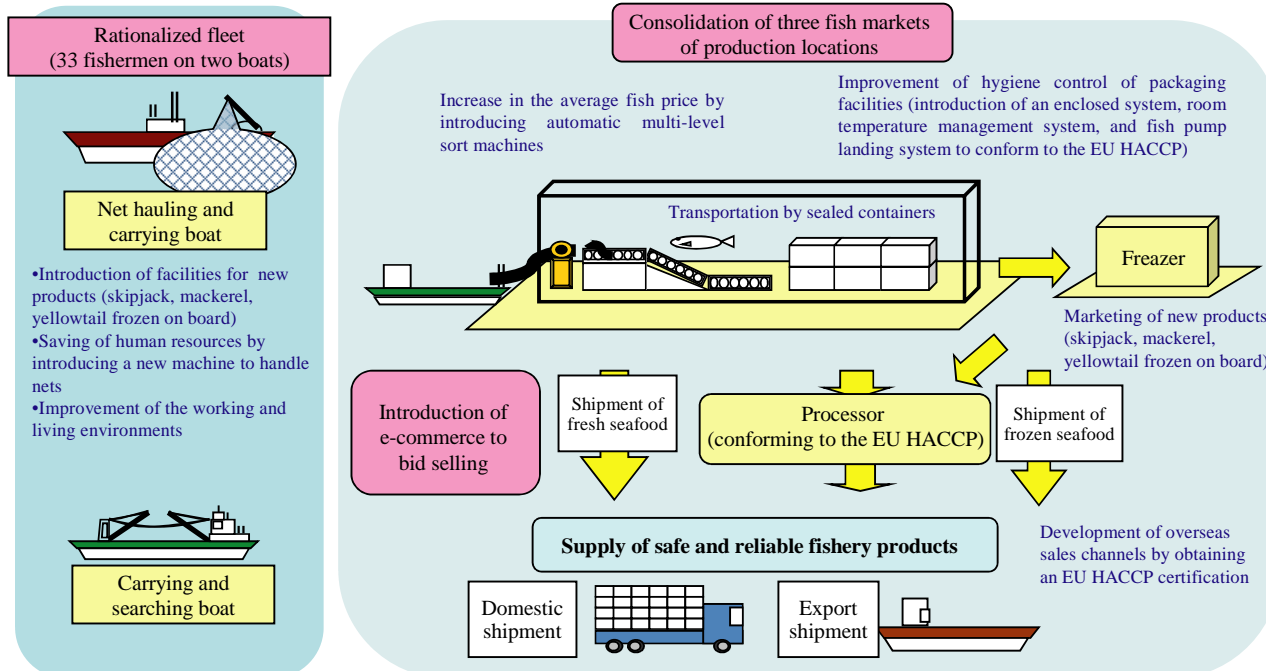 Rationalized fleet
(33 fishermen on two boats)
Net hauling and
carrying boat
•Introduction of facilities for new
products (skipjack, mackerel,
yellowtail frozen on board)
•Saving of human resources by
introducing a new machine to handle
nets
•Improvement of the working and
living environments
Carrying and
searching boat
Consolidation of three fish markets
of production locations
Increase in the average fish price by
introducing automatic multi-level
sort machines
Improvement of hygiene control of packaging
facilities (introduction of an enclosed system, room
temperature management system, and fish pump
landing system to conform to the EU HACCP)
Transportation by sealed containers
Freazer
Marketing of new products
(skipjack, mackerel,
yellowtail frozen on board)
Introduction of
e-commerce to
bid selling
Shipment of
fresh seafood
Processor
(conforming to the EU HACCP)
Shipment of
frozen seafood
Supply of safe and reliable fishery products
Development of overseas
sales channels by obtaining
an EU HACCP certification
Domestic
shipment
Export
shipment